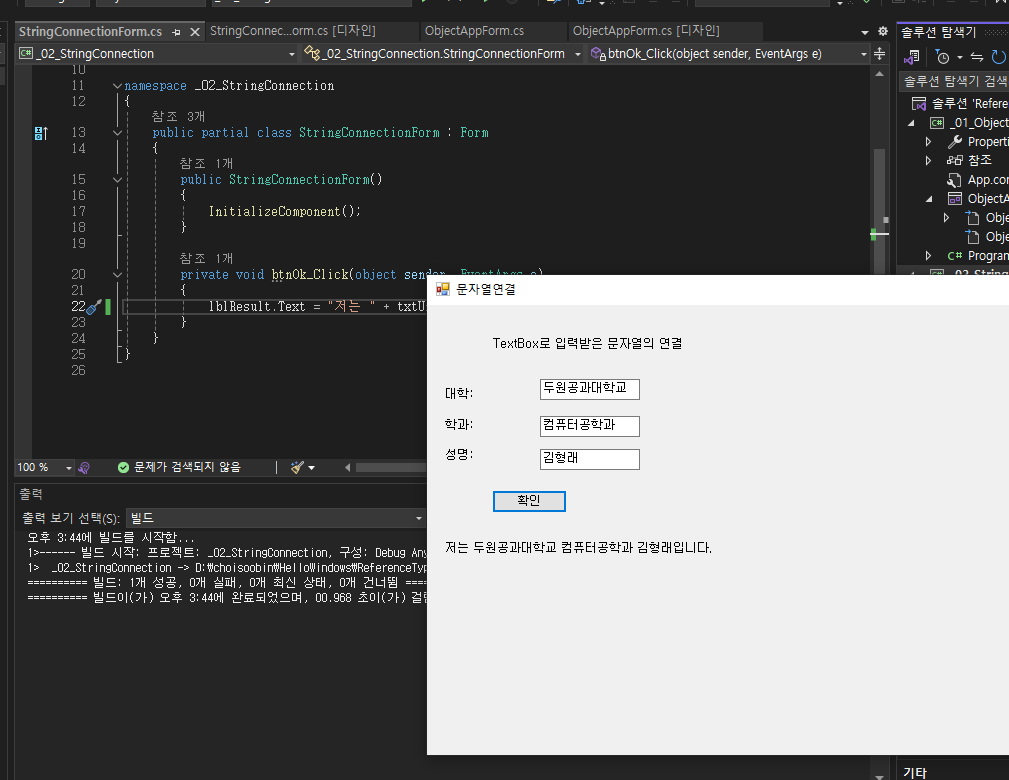 StringConnectionForm.cs
StringConnec...orm.cs [디자인]
ObjectAppForm.cs
ObjectAppForm.cs [디자인]
솔루션 탐색기
_02_StringConnection
_02_StringConnection.StringConnectionForm
btnOk_Click(object sender, EventArgs e)
솔루션 탐색기 검색
10
11 namespace _02_StringConnection
12 {
참조 3개
13 public partial class StringConnectionForm : Form
14 {
참조 1개
15 public StringConnectionForm()
16 {
17 InitializeComponent();
18 }
19
참조 1개
20 private void btnOk_Click(object sender, EventArgs e)
21 {
22 lblResult.Text = "저는 " + txtU
23 }
24 }
25 }
26
솔루션 'Refere
C# _01_Object
Properti
참조
App.con
ObjectA
Obje
Obje
C# Program
문자열연결
TextBox로 입력받은 문자열의 연결
대학: 두원공과대학교
학과: 컴퓨터공학과
성명: 김형래
확인
저는 두원공과대학교 컴퓨터공학과 김형래입니다.
100 %
문제가 검색되지 않음
출력
출력 보기 선택(S): 빌드
오후 3:44에 빌드를 시작함...
1>------ 빌드 시작: 프로젝트: _02_StringConnection, 구성: Debug Any
1> _02_StringConnection -> D:\choisoobin\HelloWindows\ReferenceTyp
========== 빌드: 1개 성공, 0개 실패, 0개 최신 상태, 0개 건너뜀 ==
========== 빌드이(가) 오후 3:44에 완료되었으며, 00.968 초이(가) 걸림
기타